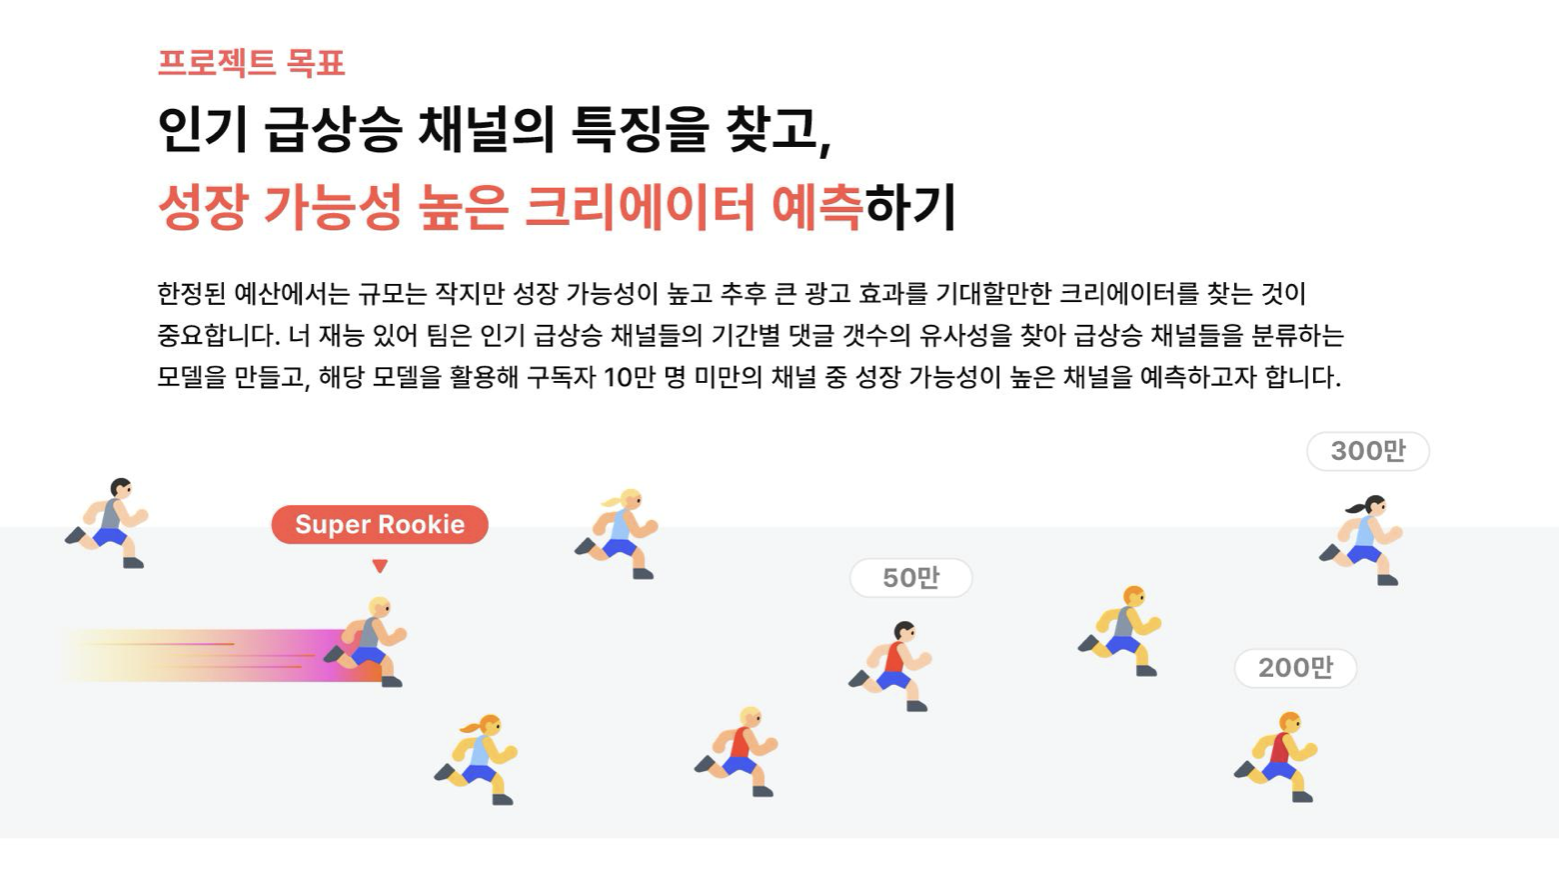 프로젝트 목표
인기 급상승 채널의 특징을 찾고,
성장 가능성 높은 크리에이터 예측하기
한정된 예산에서는 규모는 작지만 성장 가능성이 높고 추후 큰 광고 효과를 기대할만한 크리에이터를 찾는 것이
중요합니다. 너 재능 있어 팀은 인기 급상승 채널들의 기간별 댓글 갯수의 유사성을 찾아 급상승 채널들을 분류하는
모델을 만들고, 해당 모델을 활용해 구독자 10만 명 미만의 채널 중 성장 가능성이 높은 채널을 예측하고자 합니다.
300만
Super Rookie
50만
200만